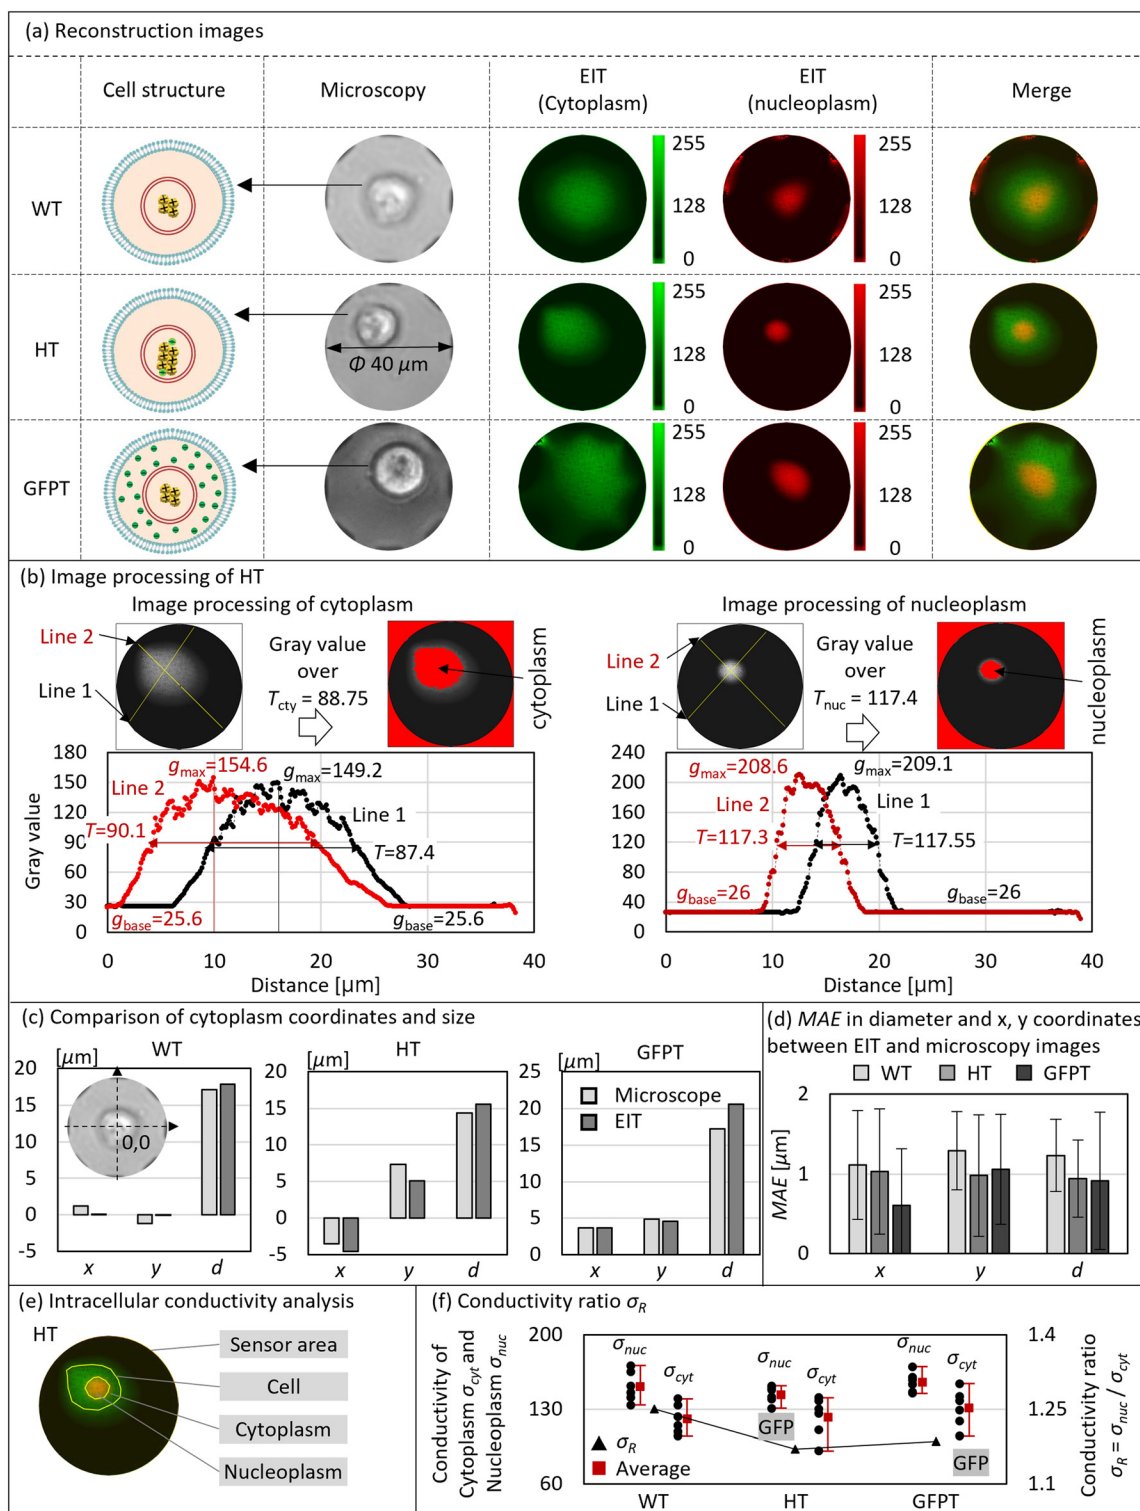 (a) Reconstruction images
Cell structure
Microscopy
EIT
(Cytoplasm)
EIT
(nucleoplasm)
Merge
WT
255
128
0
255
128
0
HT
Φ 40 μm
255
128
0
255
128
0
GFPT
255
128
0
255
128
0
(b) Image processing of HT
Image processing of cytoplasm
Line 2
Line 1
Gray value
over
T_cty = 88.75
cytoplasm
Image processing of nucleoplasm
Line 2
Line 1
Gray value
over
T_nuc = 117.4
nucleoplasm
Gray value
180
150
120
90
60
30
0
g_max=154.6
g_max=149.2
Line 2
Line 1
T=90.1
T=87.4
g_base=25.6
g_base=25.6
0 10 20 30 40
Distance [μm]
240
200
160
120
80
40
0
g_max=208.6
g_max=209.1
Line 2
Line 1
T=117.3
T=117.55
g_base=26
g_base=26
0 10 20 30 40
Distance [μm]
(c) Comparison of cytoplasm coordinates and size
[μm]
WT
20
15
10
5
0
-5
0,0
x y d
[μm]
HT
20
15
10
5
0
-5
x y d
[μm]
GFPT
25
20
15
10
5
0
Microscope
EIT
x y d
(d) MAE in diameter and x, y coordinates
between EIT and microscopy images
WT HT GFPT
MAE [μm]
2
1
0
x y d
(e) Intracellular conductivity analysis
HT
Sensor area
Cell
Cytoplasm
Nucleoplasm
(f) Conductivity ratio σ_R
Conductivity of
Cytoplasm σ_cyt and
Nucleoplasm σ_nuc
200
130
60
σ_nuc
σ_cyt
σ_nuc
σ_cyt
σ_nuc
σ_cyt
GFP
GFP
σ_R
Average
WT HT GFPT
1.4
1.25
1.1
Conductivity ratio
σ_R = σ_nuc / σ_cyt